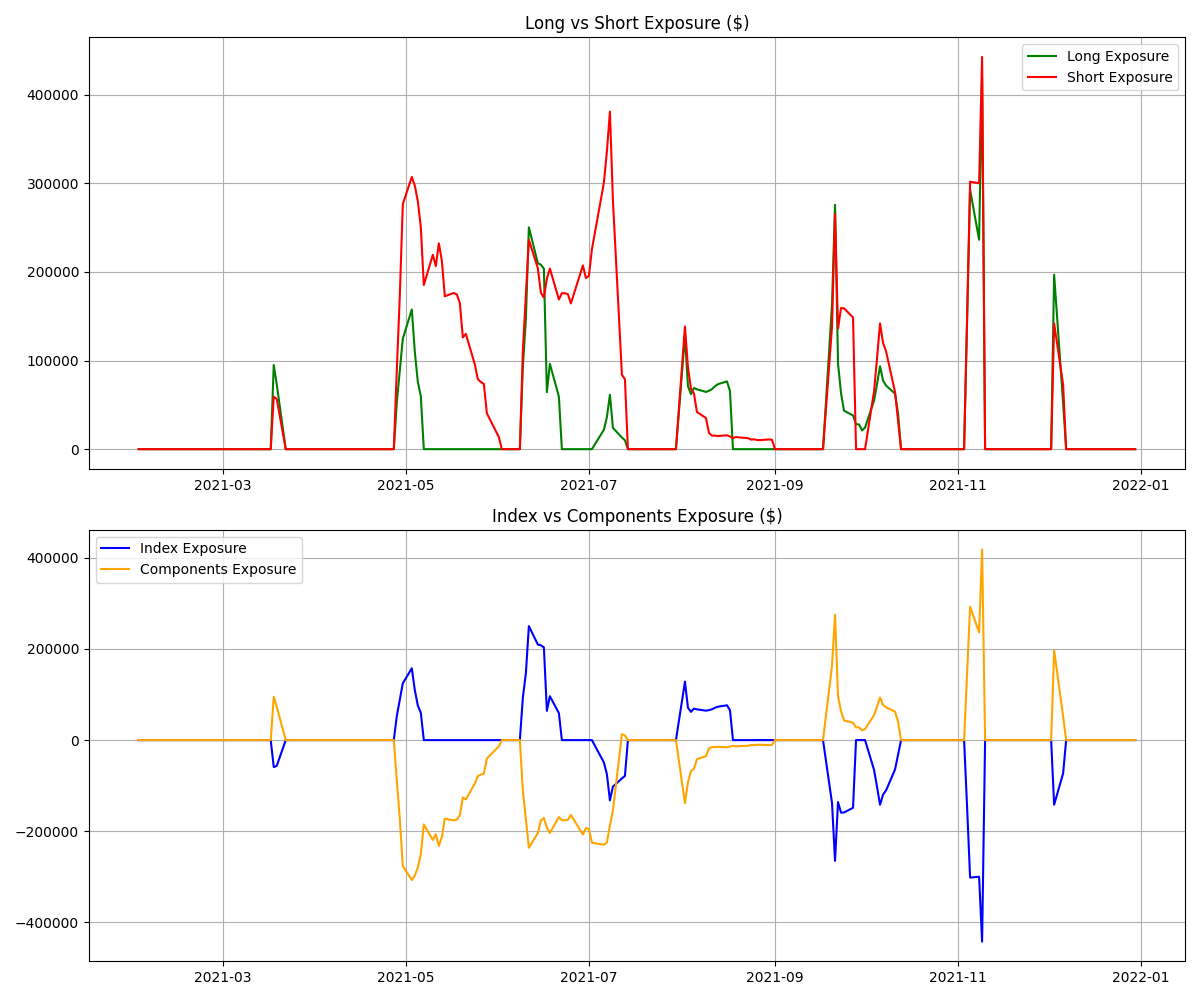 Long vs Short Exposure ($)
400000
300000
200000
100000
0
Long Exposure
Short Exposure
2021-03 2021-05 2021-07 2021-09 2021-11 2022-01
Index vs Components Exposure ($)
400000
200000
0
−200000
−400000
Index Exposure
Components Exposure
2021-03 2021-05 2021-07 2021-09 2021-11 2022-01